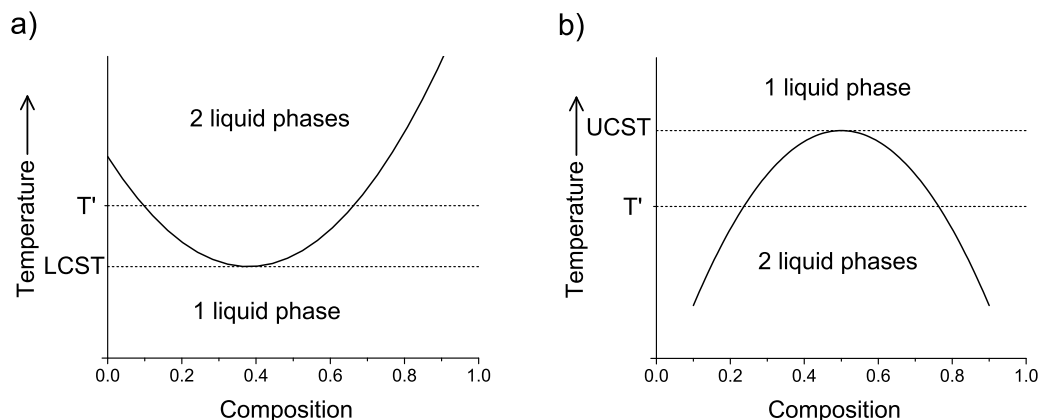 a)
2 liquid phases
Temperature
T'
LCST
1 liquid phase
0.0 0.2 0.4 0.6 0.8 1.0
Composition
b)
1 liquid phase
UCST
Temperature
T'
2 liquid phases
0.0 0.2 0.4 0.6 0.8 1.0
Composition